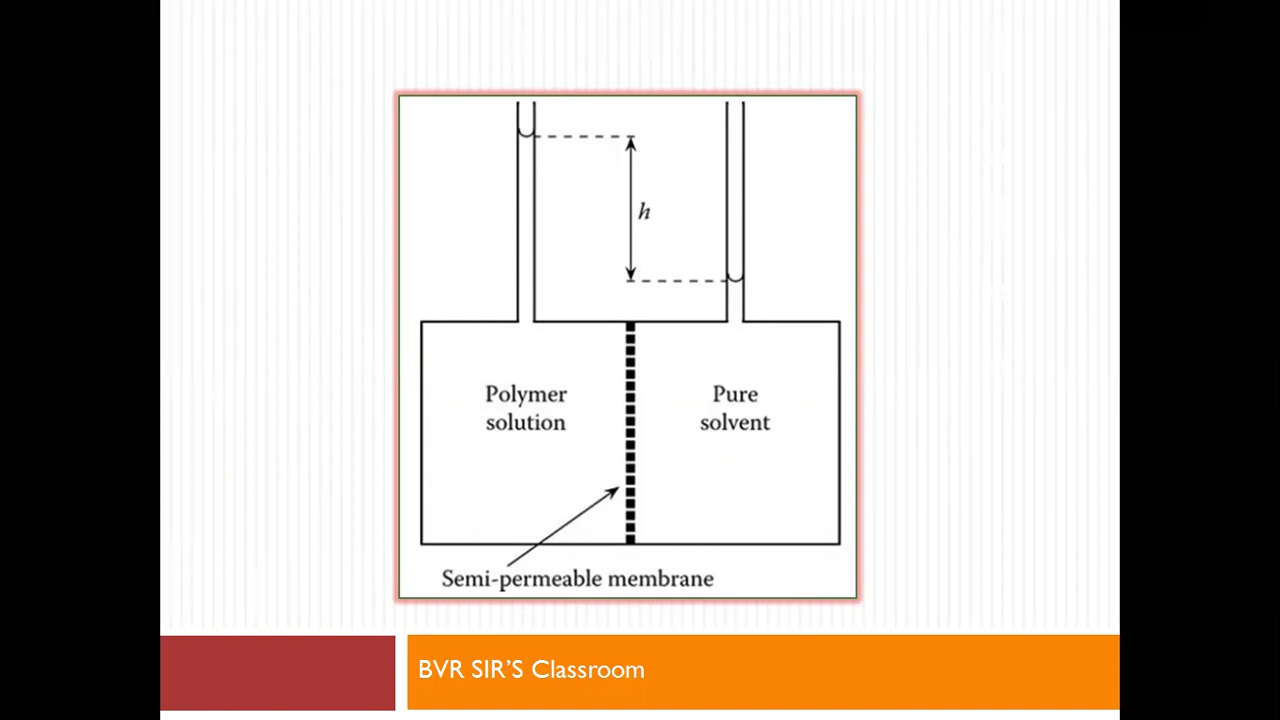 h
Polymer
solution
Pure
solvent
Semi-permeable membrane
BVR SIR'S Classroom